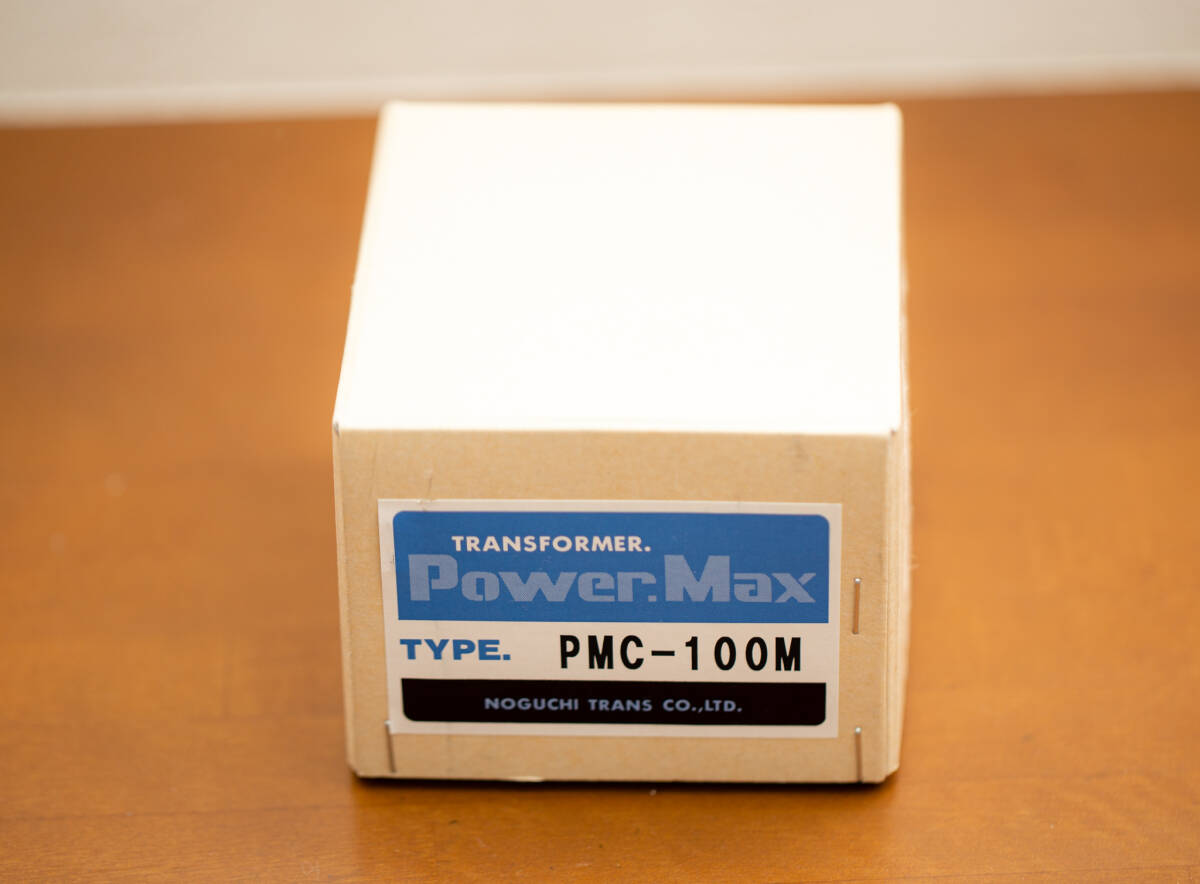 TRANSFORMER.
Power.Max
TYPE. PMC-100M
NOGUCHI TRANS CO.,LTD.